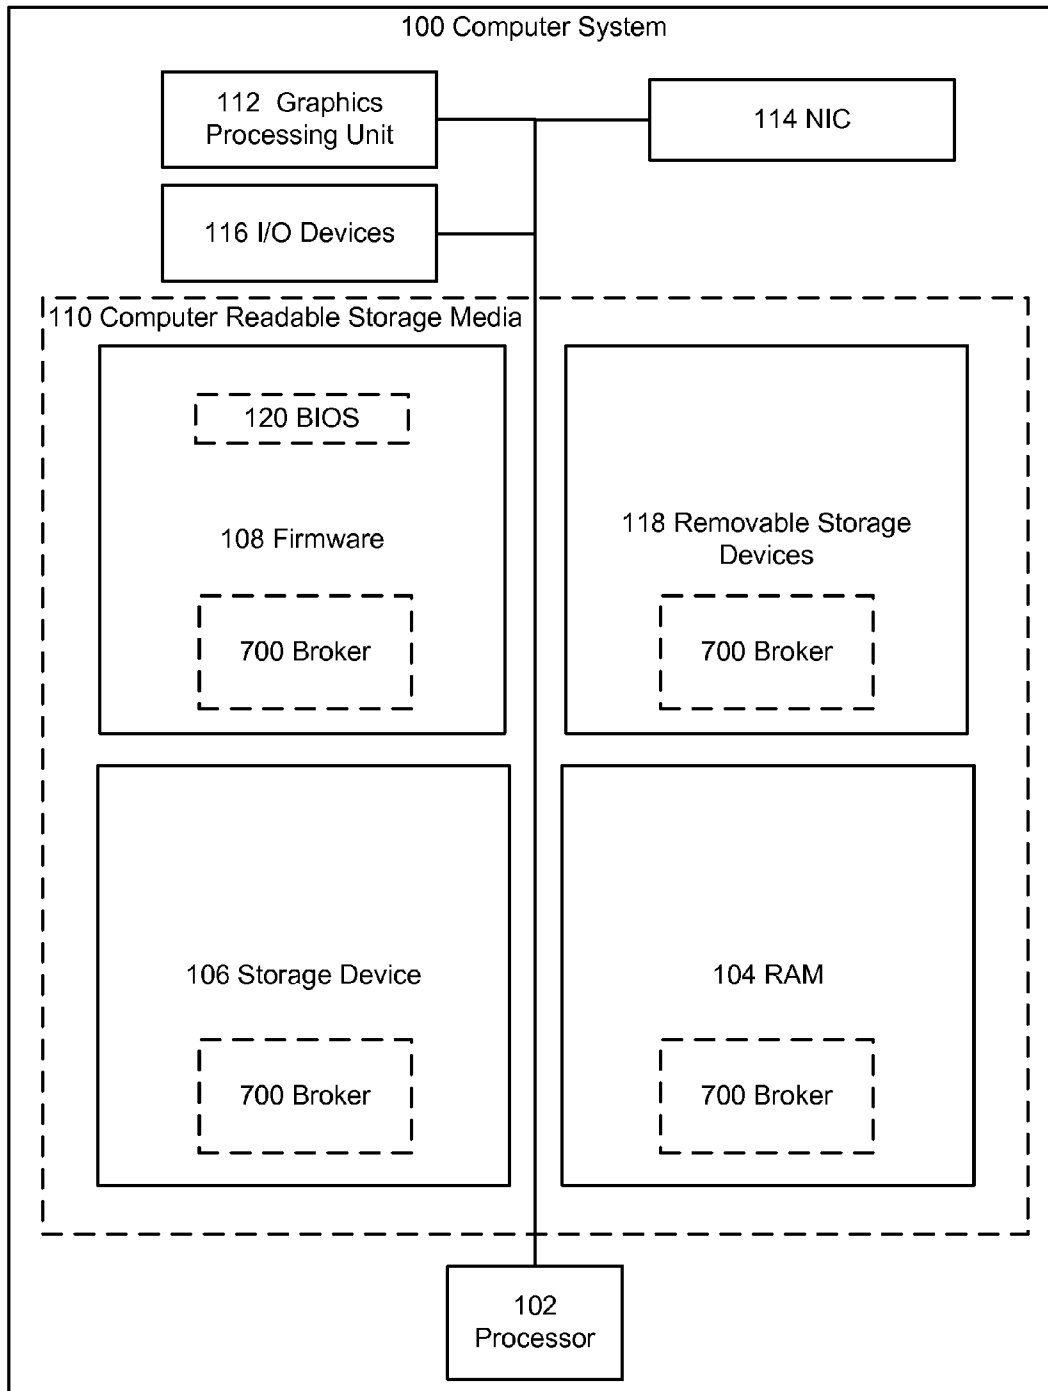 100 Computer System
112 Graphics
Processing Unit
114 NIC
116 I/O Devices
110 Computer Readable Storage Media
120 BIOS
108 Firmware
700 Broker
118 Removable Storage
Devices
700 Broker
106 Storage Device
700 Broker
104 RAM
700 Broker
102
Processor